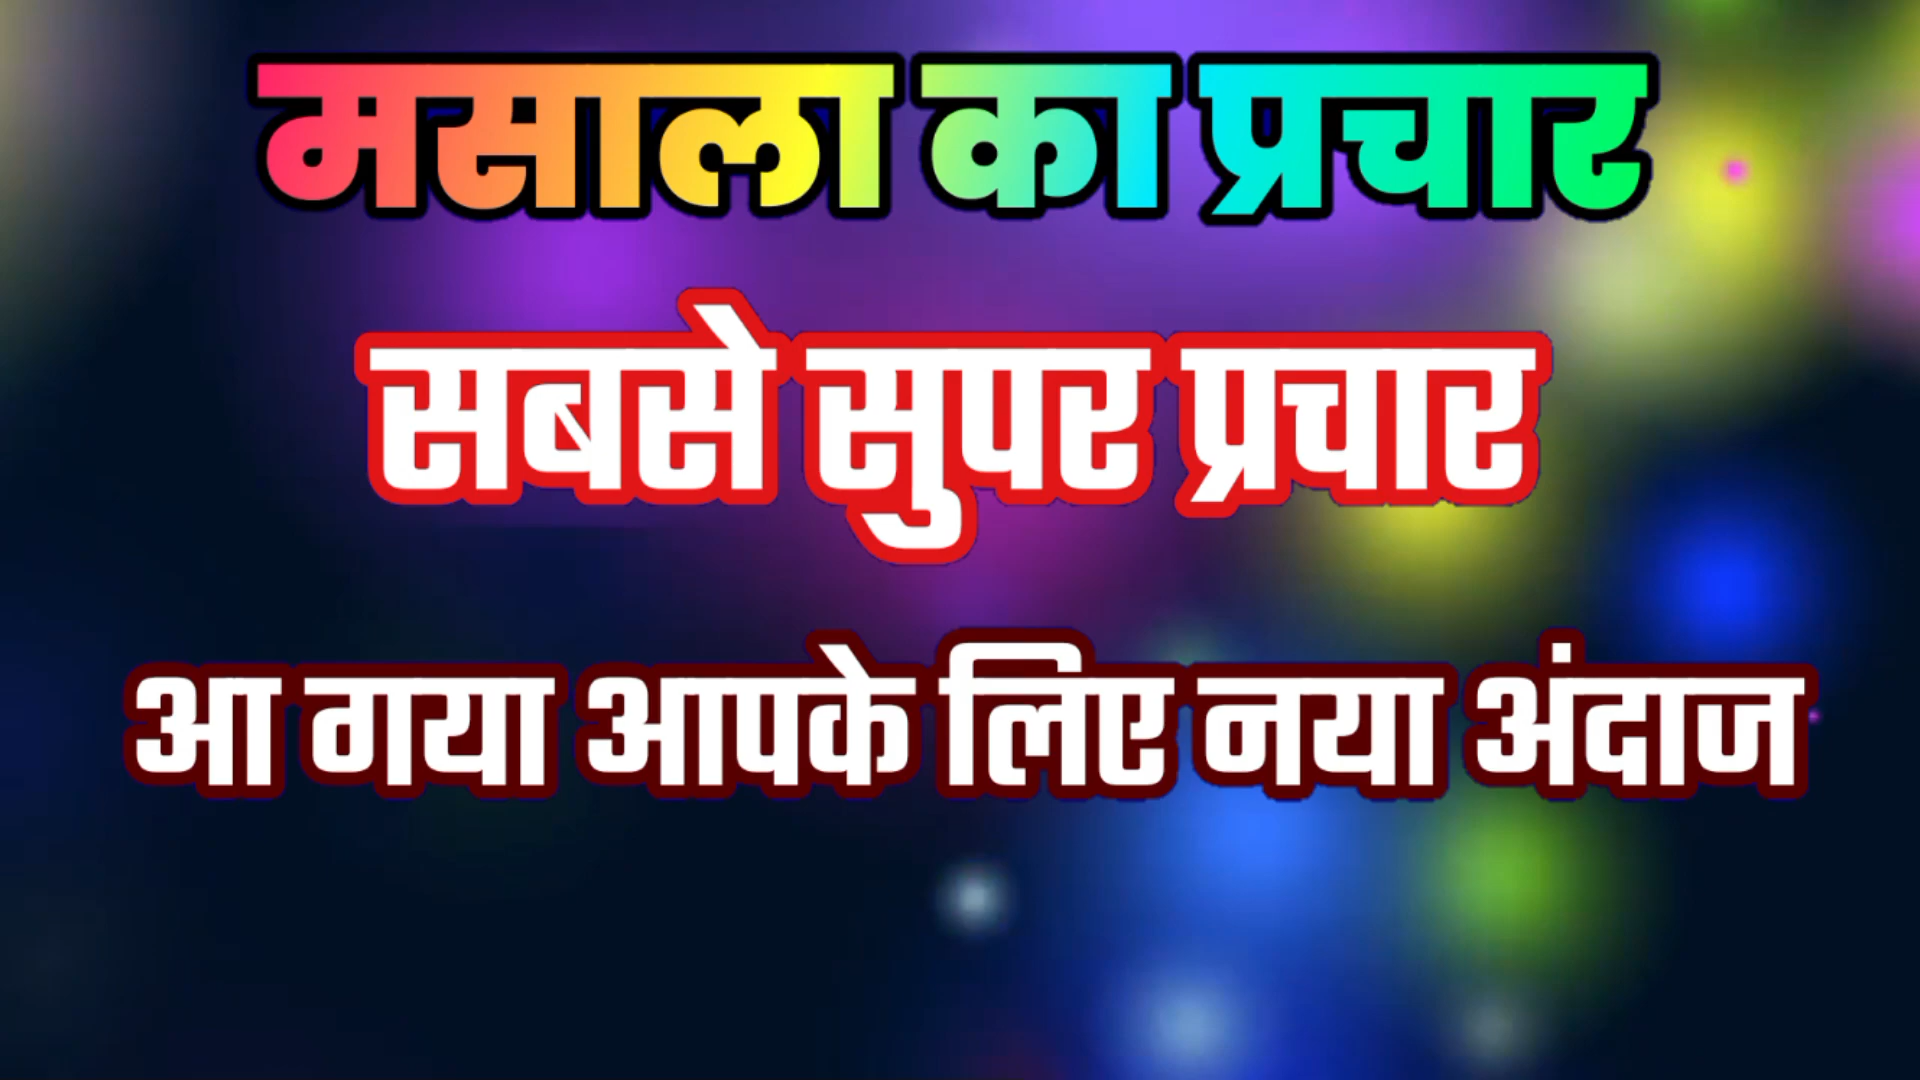 मसाला का प्रचार
सबसे सुपर प्रचार
आ गया आपके लिए नया अंदाज